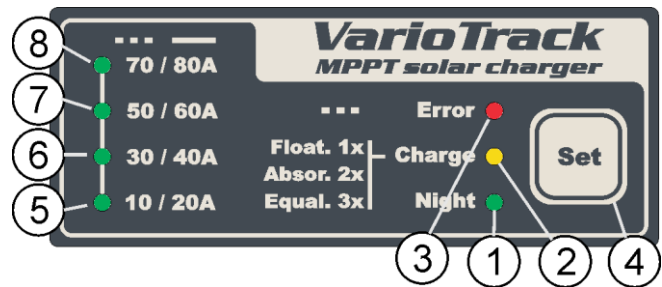 VarioTrack
MPPT solar charger
8
70 / 80A
7
50 / 60A
6
30 / 40A
5
10 / 20A
Float. 1x
Absor. 2x
Equal. 3x
Error
Charge
Night
Set
3
1
2
4